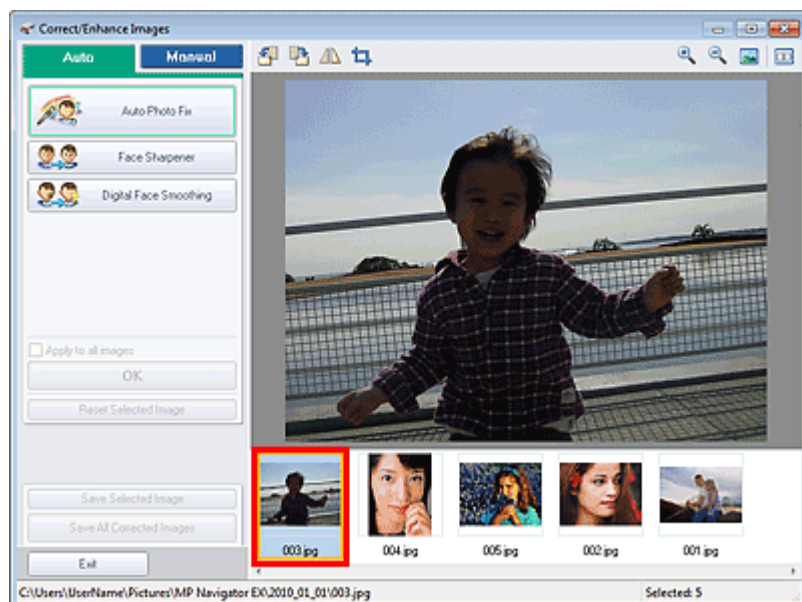 Correct/Enhance Images
Auto Manual
Auto Photo Fix
Face Sharpener
Digital Face Smoothing
Apply to all images
OK
Reset Selected Image
Save Selected Image
Save All Corrected Images
Exit
003.jpg 004.jpg 005.jpg 002.jpg 001.jpg
C:\Users\UserName\Pictures\MP Navigator EX\2010_01_01\003.jpg Selected: 5